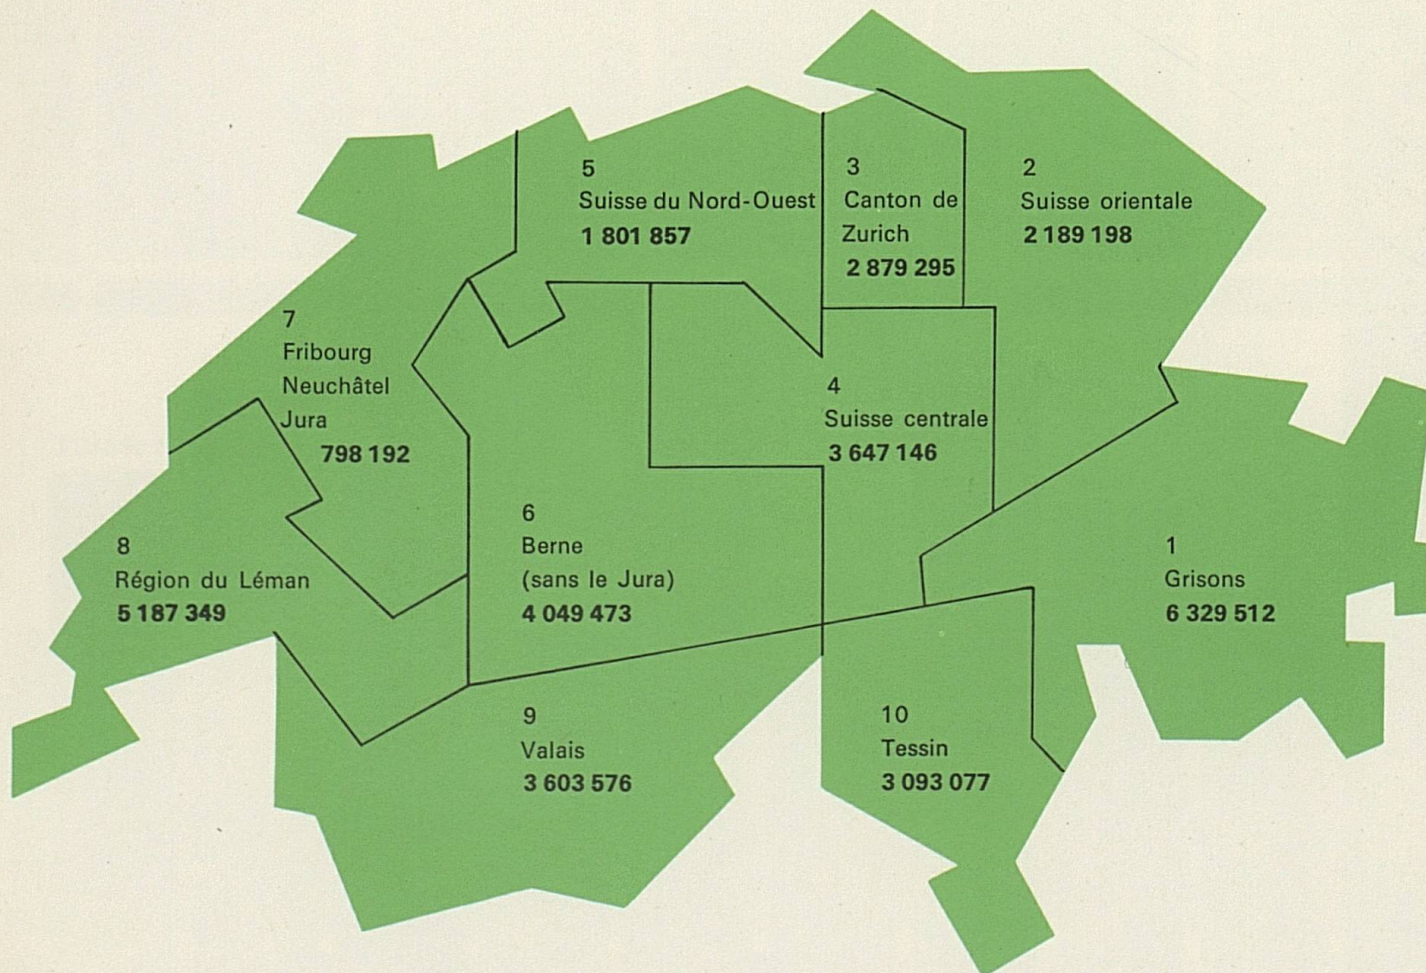 5
Suisse du Nord-Ouest
1 801 857
3
Canton de
Zurich
2 879 295
2
Suisse orientale
2 189 198
7
Fribourg
Neuchâtel
Jura
798 192
4
Suisse centrale
3 647 146
6
Berne
(sans le Jura)
4 049 473
8
Région du Léman
5 187 349
1
Grisons
6 329 512
9
Valais
3 603 576
10
Tessin
3 093 077